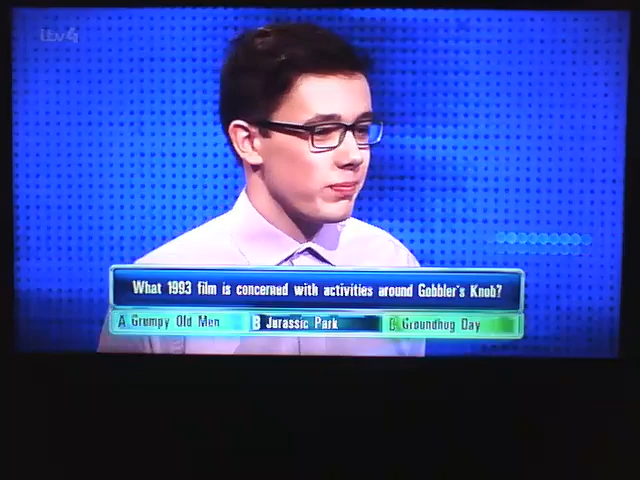 itv4
What 1993 film is concerned with activities around Gobbler's Knob?
A Grumpy Old Men B Jurassic Park C Groundhog Day